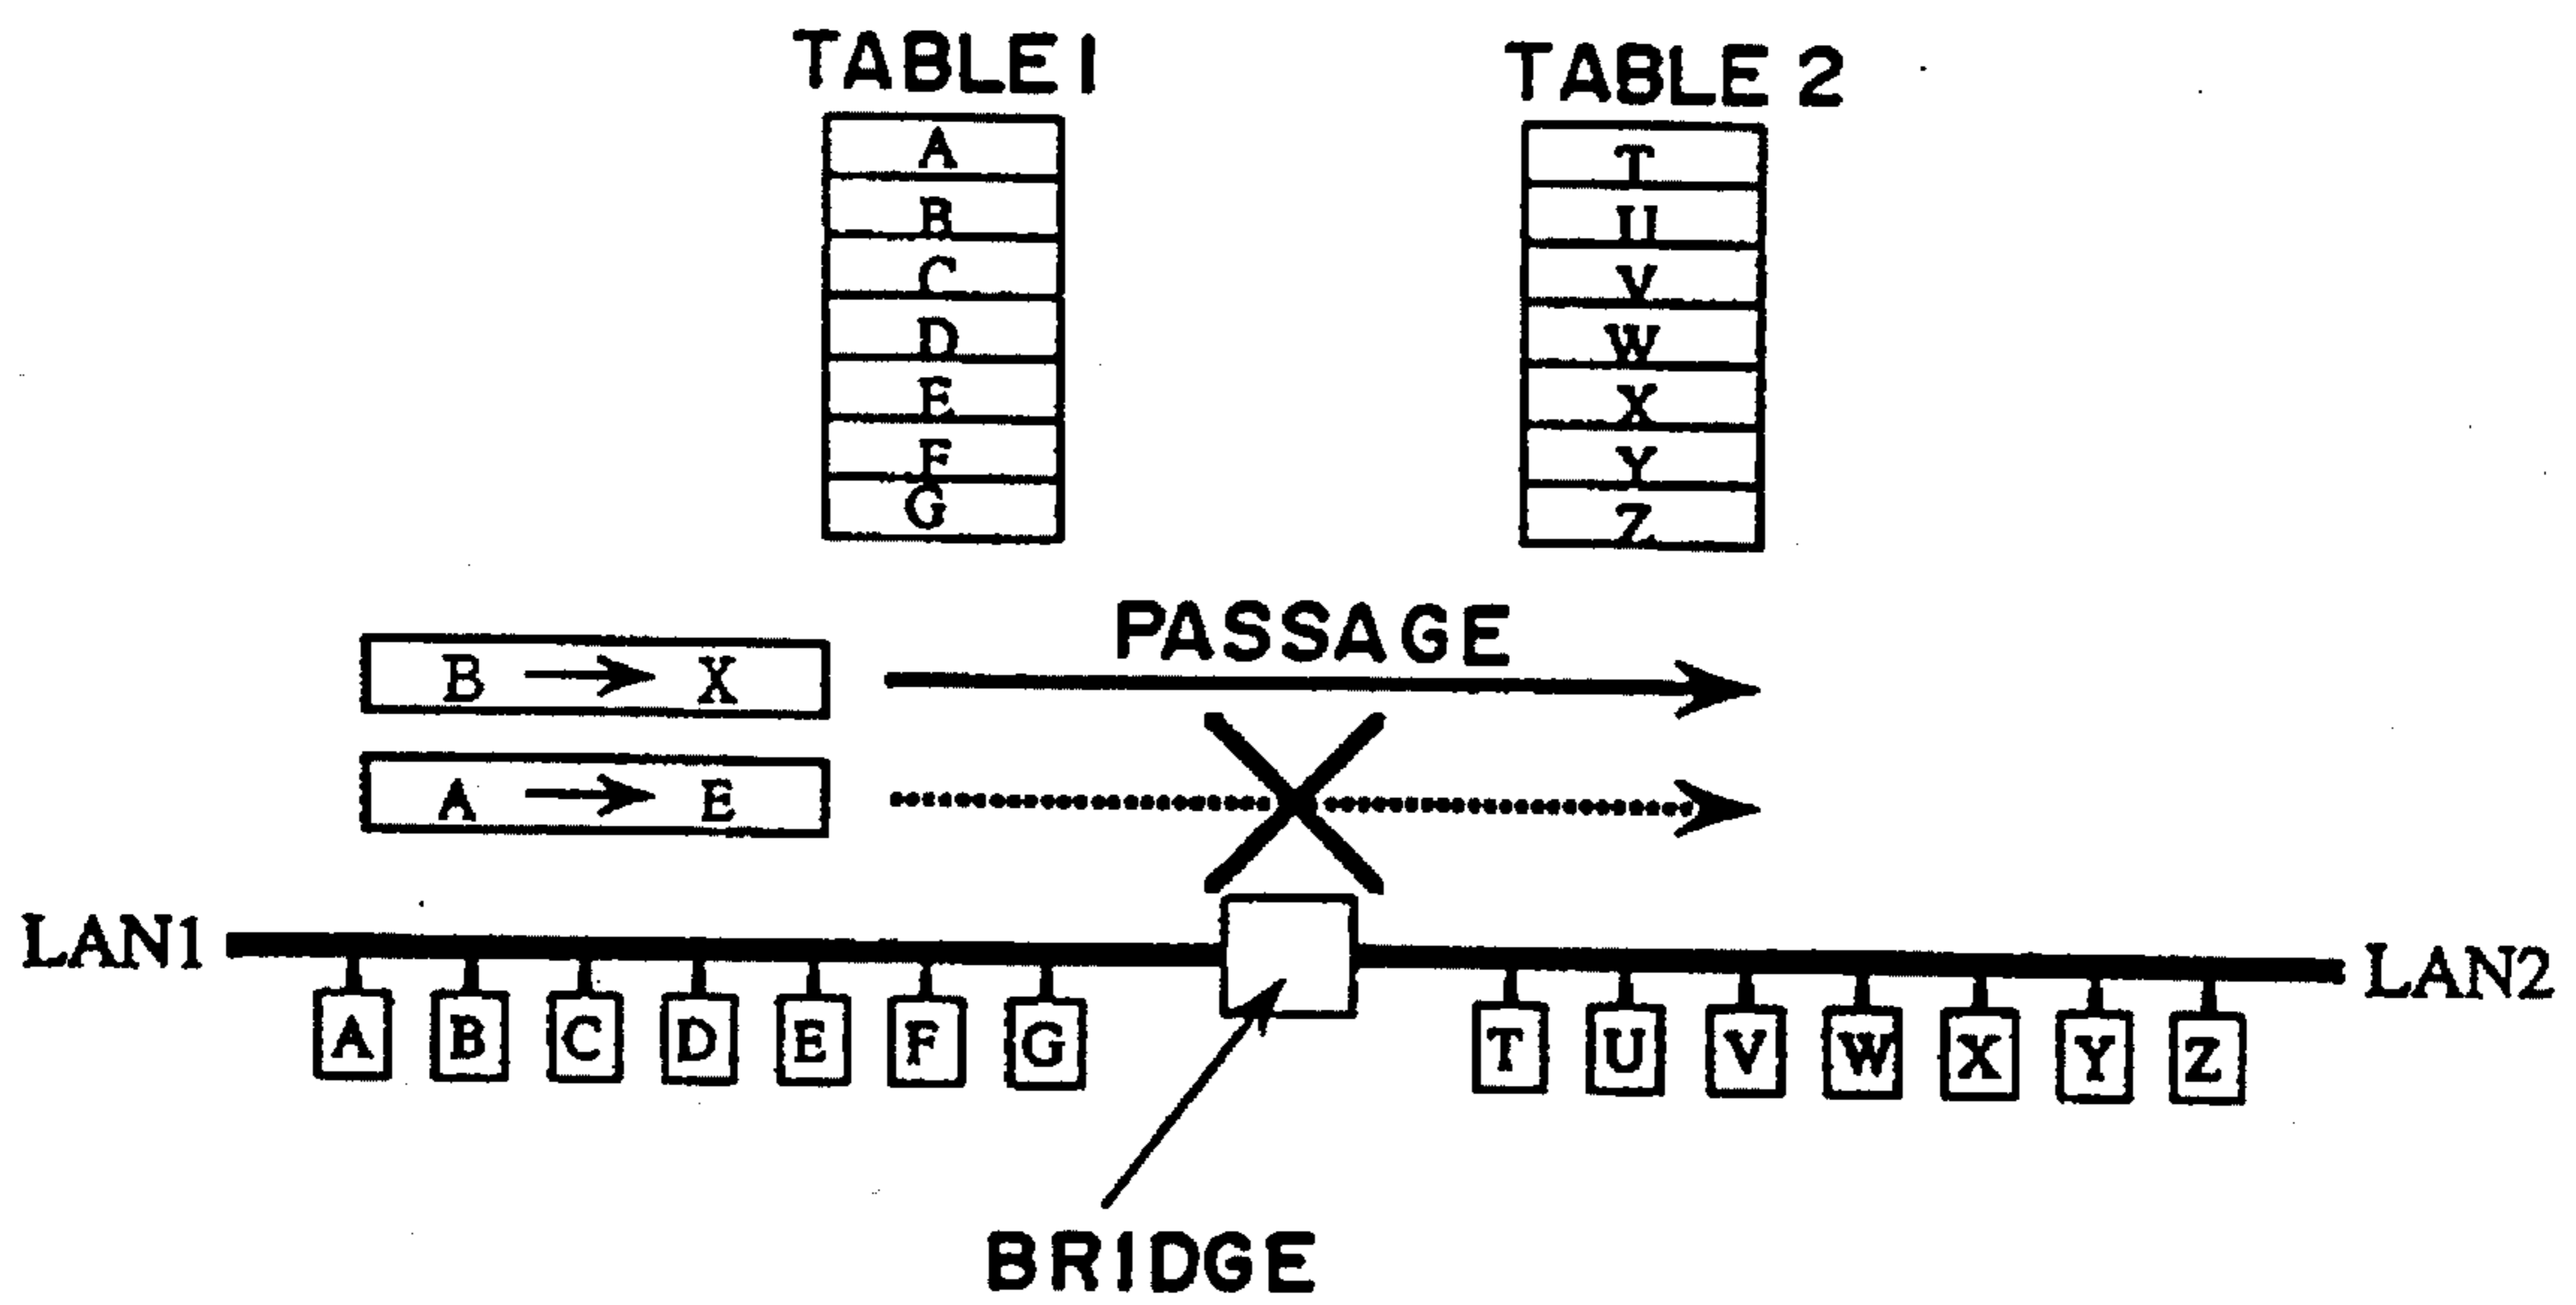 TABLE 1
TABLE 2
A
B
C
D
E
F
G
T
U
V
W
X
Y
Z
PASSAGE
B → X
A → E
LAN1
LAN2
A B C D E F G
T U V W X Y Z
BRIDGE